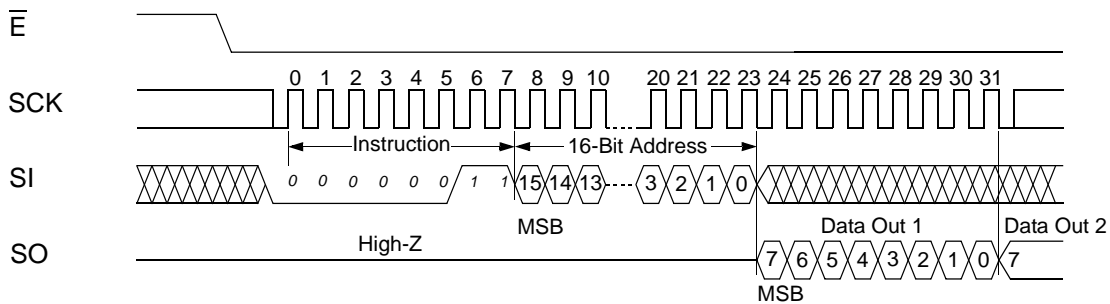 E
0 1 2 3 4 5 6 7 8 9 10 20 21 22 23 24 25 26 27 28 29 30 31
SCK
Instruction 16-Bit Address
SI 0 0 0 0 0 0 1 1 15 14 13 3 2 1 0
MSB Data Out 1 Data Out 2
High-Z
SO 7 6 5 4 3 2 1 0 7
MSB